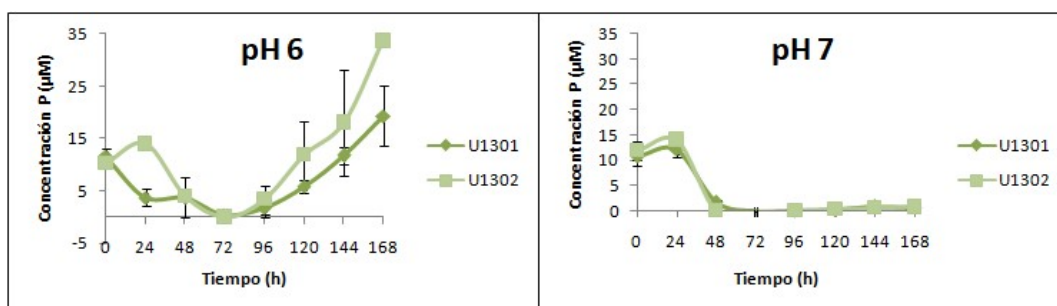 pH 6
Concentración P (µM)
35
25
15
5
-5
0 24 48 72 96 120 144 168
Tiempo (h)
U1301
U1302
pH 7
Concentración P (µM)
35
30
25
20
15
10
5
0
0 24 48 72 96 120 144 168
Tiempo (h)
U1301
U1302